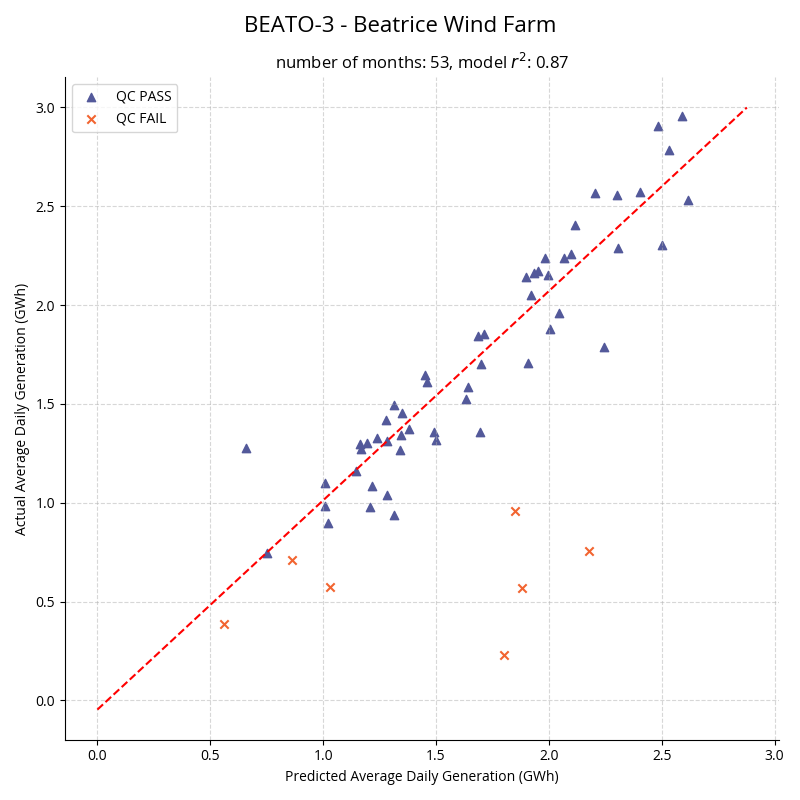 BEATO-3 - Beatrice Wind Farm
number of months: 53, model r²: 0.87
QC PASS
QC FAIL
3.0
2.5
2.0
1.5
1.0
0.5
0.0
Actual Average Daily Generation (GWh)
0.0 0.5 1.0 1.5 2.0 2.5 3.0
Predicted Average Daily Generation (GWh)